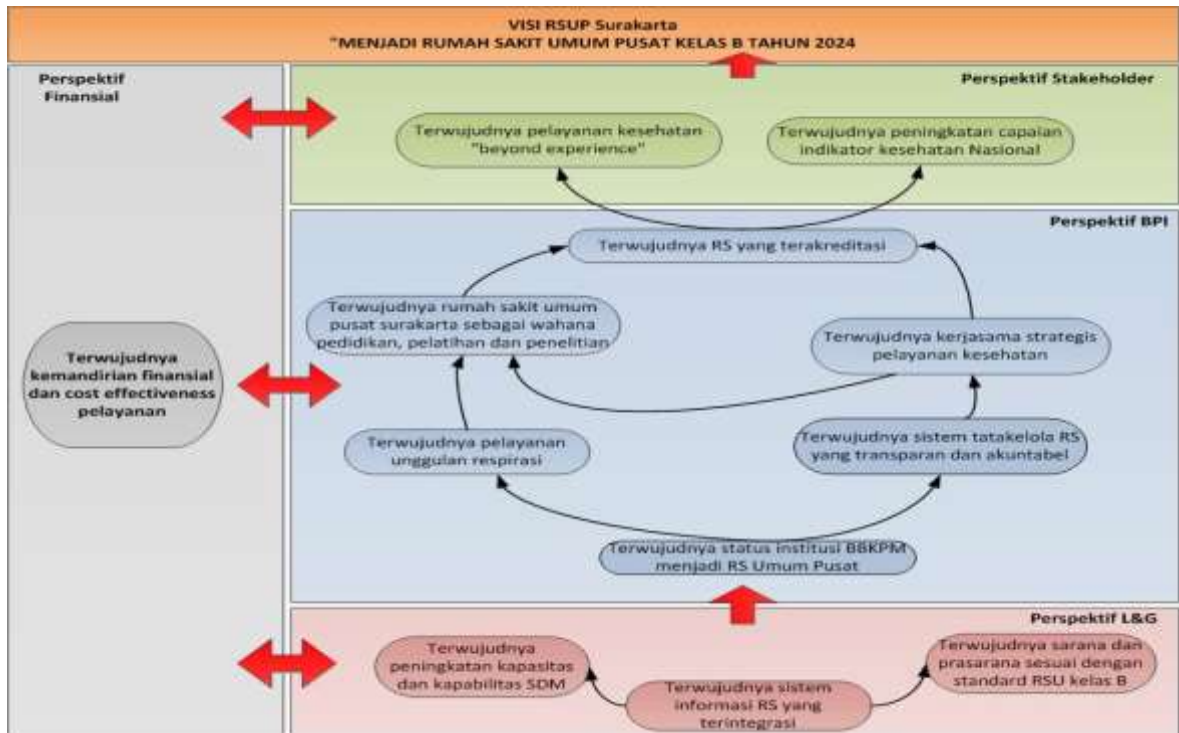 VISI RSUP Surakarta
"MENJADI RUMAH SAKIT UMUM PUSAT KELAS B TAHUN 2024
Perspektif
Finansial
Terwujudnya
kemandirian finansial
dan cost effectiveness
pelayanan
Perspektif Stakeholder
Terwujudnya pelayanan kesehatan
"beyond experience"
Terwujudnya peningkatan capaian
indikator kesehatan Nasional
Perspektif BPI
Terwujudnya RS yang terakreditasi
Terwujudnya rumah sakit umum
pusat surakarta sebagai wahana
pedidikan, pelatihan dan penelitian
Terwujudnya kerjasama strategis
pelayanan kesehatan
Terwujudnya pelayanan
unggulan respirasi
Terwujudnya sistem tatakelola RS
yang transparan dan akuntabel
Terwujudnya status institusi BBKPM
menjadi RS Umum Pusat
Perspektif L&G
Terwujudnya
peningkatan kapasitas
dan kapabilitas SDM
Terwujudnya sistem
informasi RS yang
terintegrasi
Terwujudnya sarana dan
prasarana sesuai dengan
standard RSU kelas B